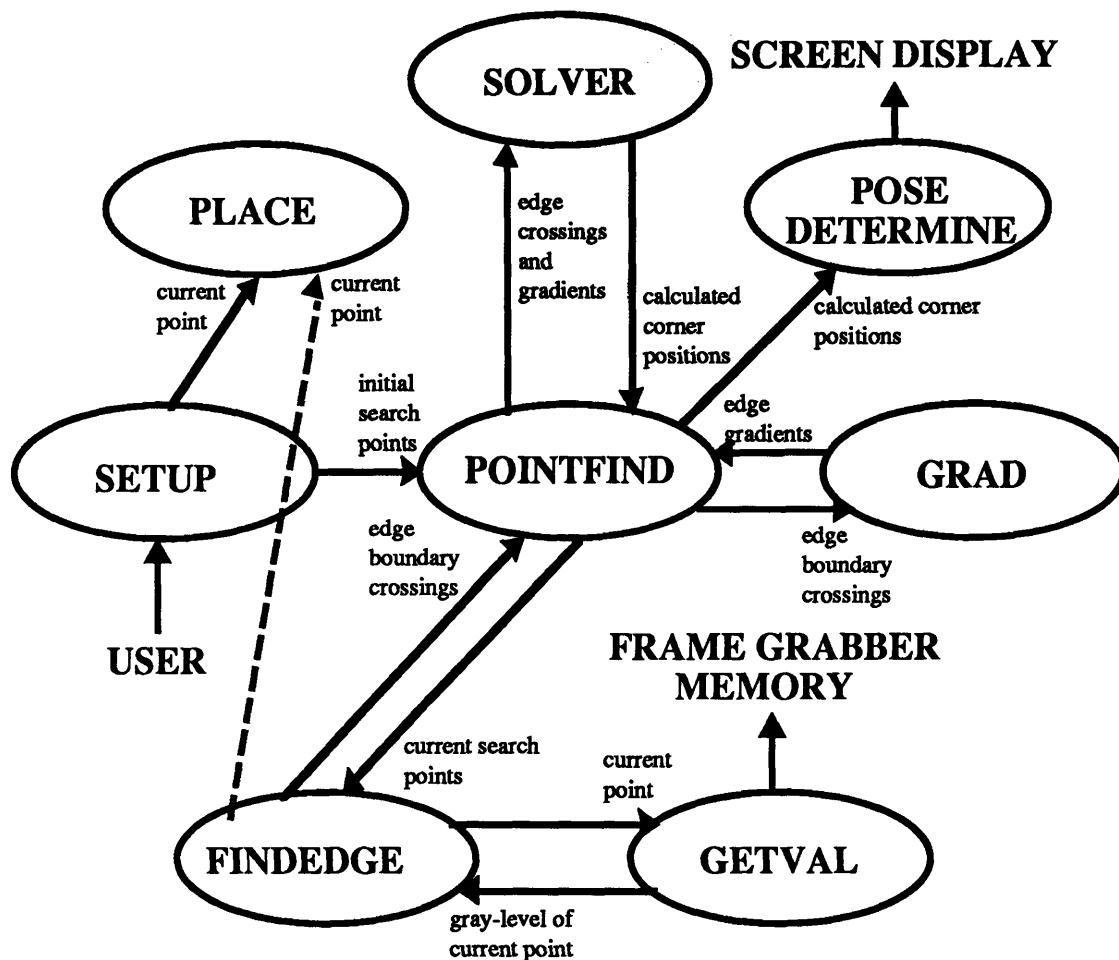 SCREEN DISPLAY
SOLVER
PLACE
POSE
DETERMINE
edge
crossings
and
gradients
current
point
current
point
calculated
corner
positions
calculated corner
positions
initial
search
points
edge
gradients
SETUP
POINTFIND
GRAD
edge
boundary
crossings
edge
boundary
crossings
USER
FRAME GRABBER
MEMORY
current search
points
current
point
FINDEDGE
GETVAL
gray-level of
current point